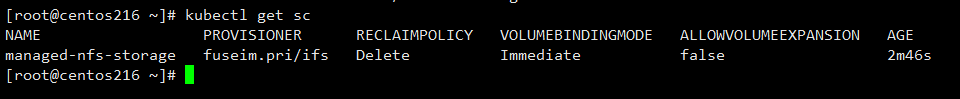 [root@centos216 ~]# kubectl get sc
NAME                  PROVISIONER      RECLAIMPOLICY   VOLUMEBINDINGMODE   ALLOWVOLUMEEXPANSION   AGE
managed-nfs-storage   fuseim.pri/ifs   Delete          Immediate           false                  2m46s
[root@centos216 ~]#